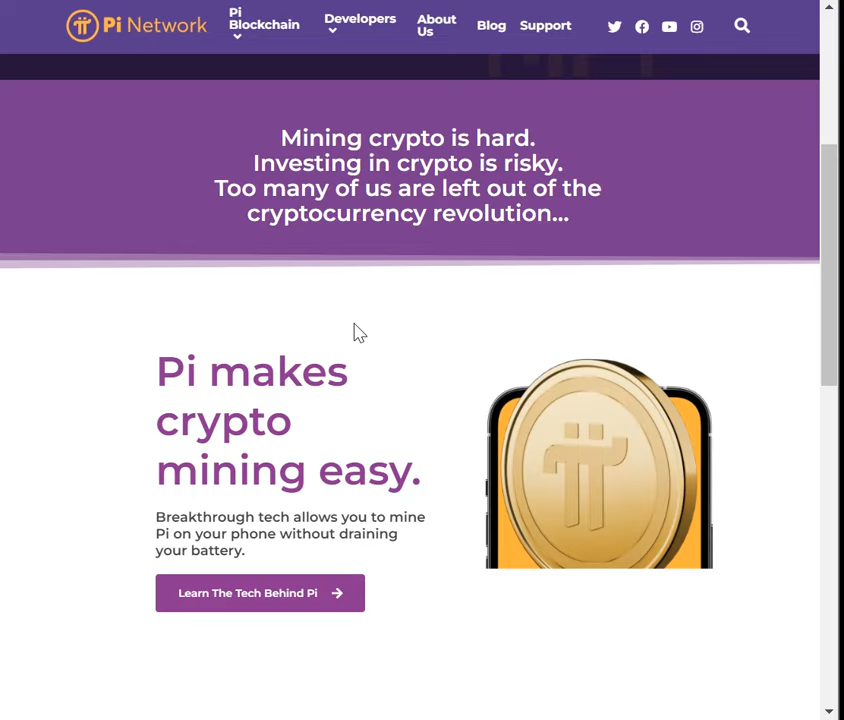 Pi Network
Pi
Blockchain
Developers
About
Us
Blog
Support
Mining crypto is hard.
Investing in crypto is risky.
Too many of us are left out of the
cryptocurrency revolution...
Pi makes
crypto
mining easy.
Breakthrough tech allows you to mine
Pi on your phone without draining
your battery.
Learn The Tech Behind Pi